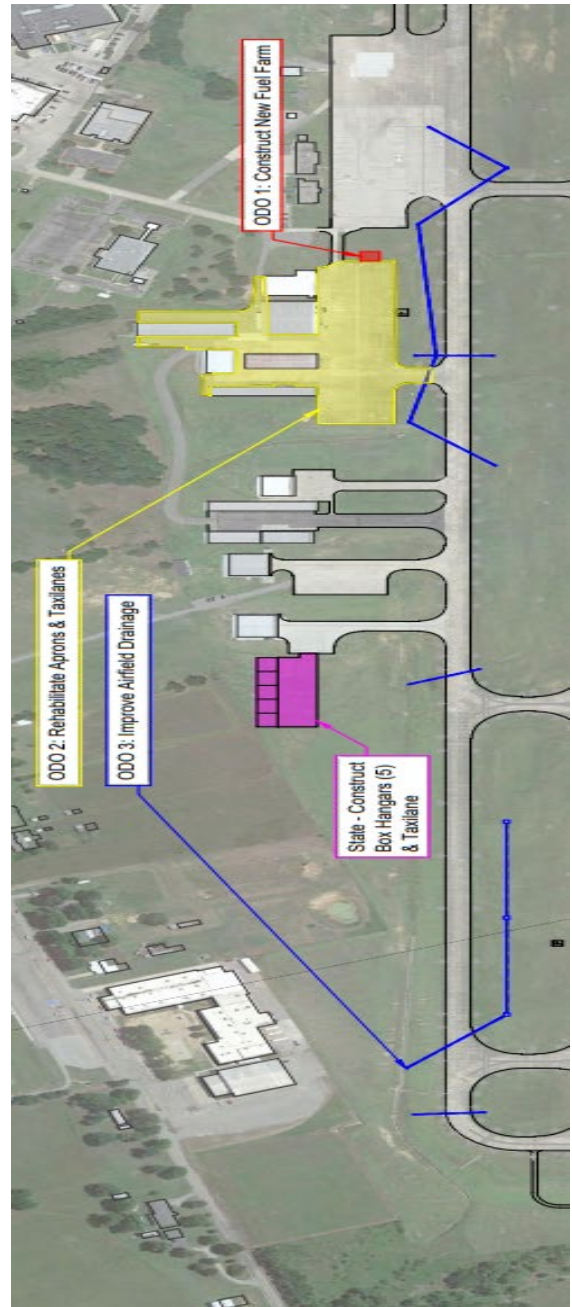 ODO 1: Construct New Fuel Farm
ODO 2: Rehabilitate Aprons & Taxilanes
ODO 3: Improve Airfield Drainage
State - Construct
Box Hangars (5)
& Taxilane